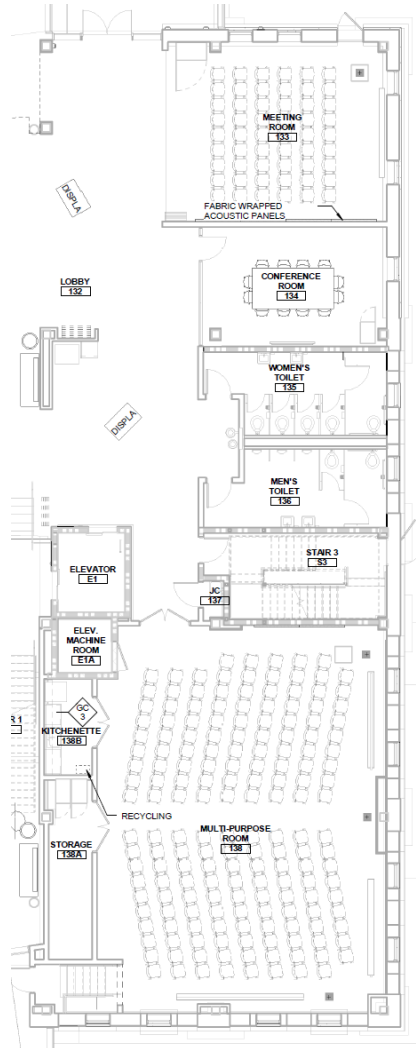 MEETING
ROOM
133
DISPLA
FABRIC WRAPPED
ACOUSTIC PANELS
LOBBY
132
CONFERENCE
ROOM
134
WOMEN'S
TOILET
135
DISPLA
MEN'S
TOILET
136
STAIR 3
S3
ELEVATOR
E1
JC
137
ELEV.
MACHINE
ROOM
E1A
GC
3
R 1
KITCHENETTE
138B
RECYCLING
MULTI-PURPOSE
ROOM
138
STORAGE
138A